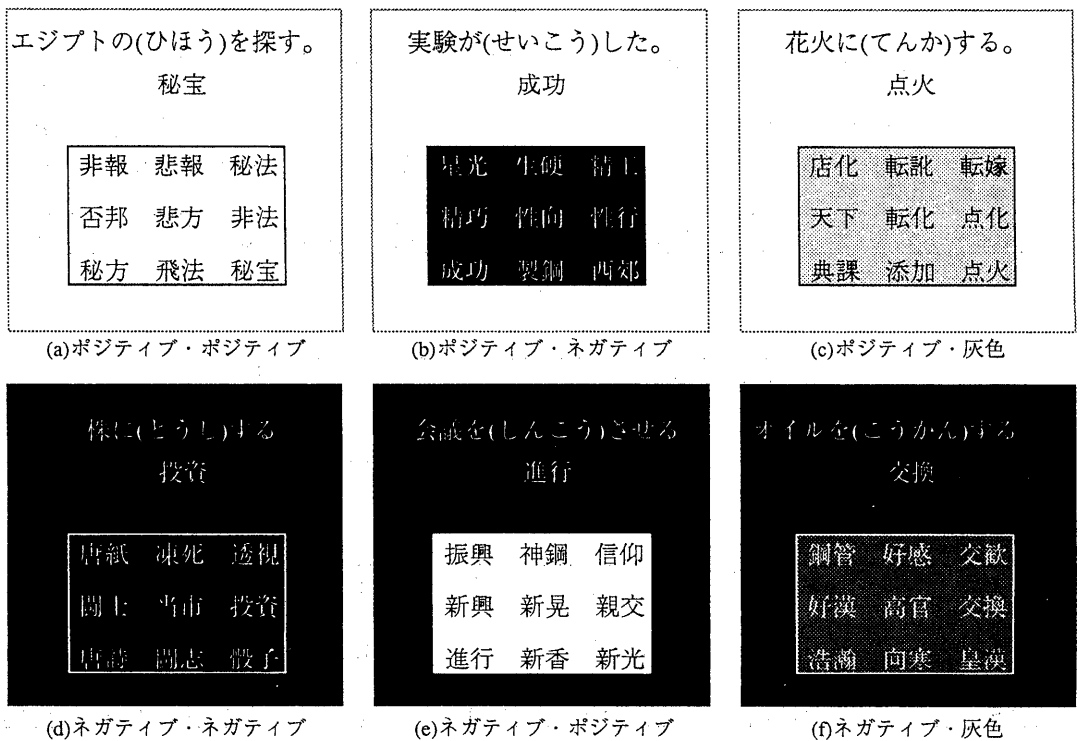 エジプトの(ひほう)を探す。
秘宝
非報 悲報 秘法
否邦 悲方 非法
秘方 飛法 秘宝
(a)ポジティブ・ポジティブ
実験が(せいこう)した。
成功
星光 生硬 精工
精巧 性向 性行
成功 製鋼 西郊
(b)ポジティブ・ネガティブ
花火に(てんか)する。
点火
店化 転訛 転嫁
天下 転化 点化
典課 添加 点火
(c)ポジティブ・灰色
株に(とうし)する
投資
唐紙 凍死 透視
闘士 当市 投資
唐詩 闘志 骰子
(d)ネガティブ・ネガティブ
会議を(しんこう)させる
進行
振興 神鋼 信仰
新興 新晃 親交
進行 新香 新光
(e)ネガティブ・ポジティブ
オイルを(こうかん)する
交換
鋼管 好感 交歓
好漢 高官 交換
浩瀚 向寒 皇漢
(f)ネガティブ・灰色